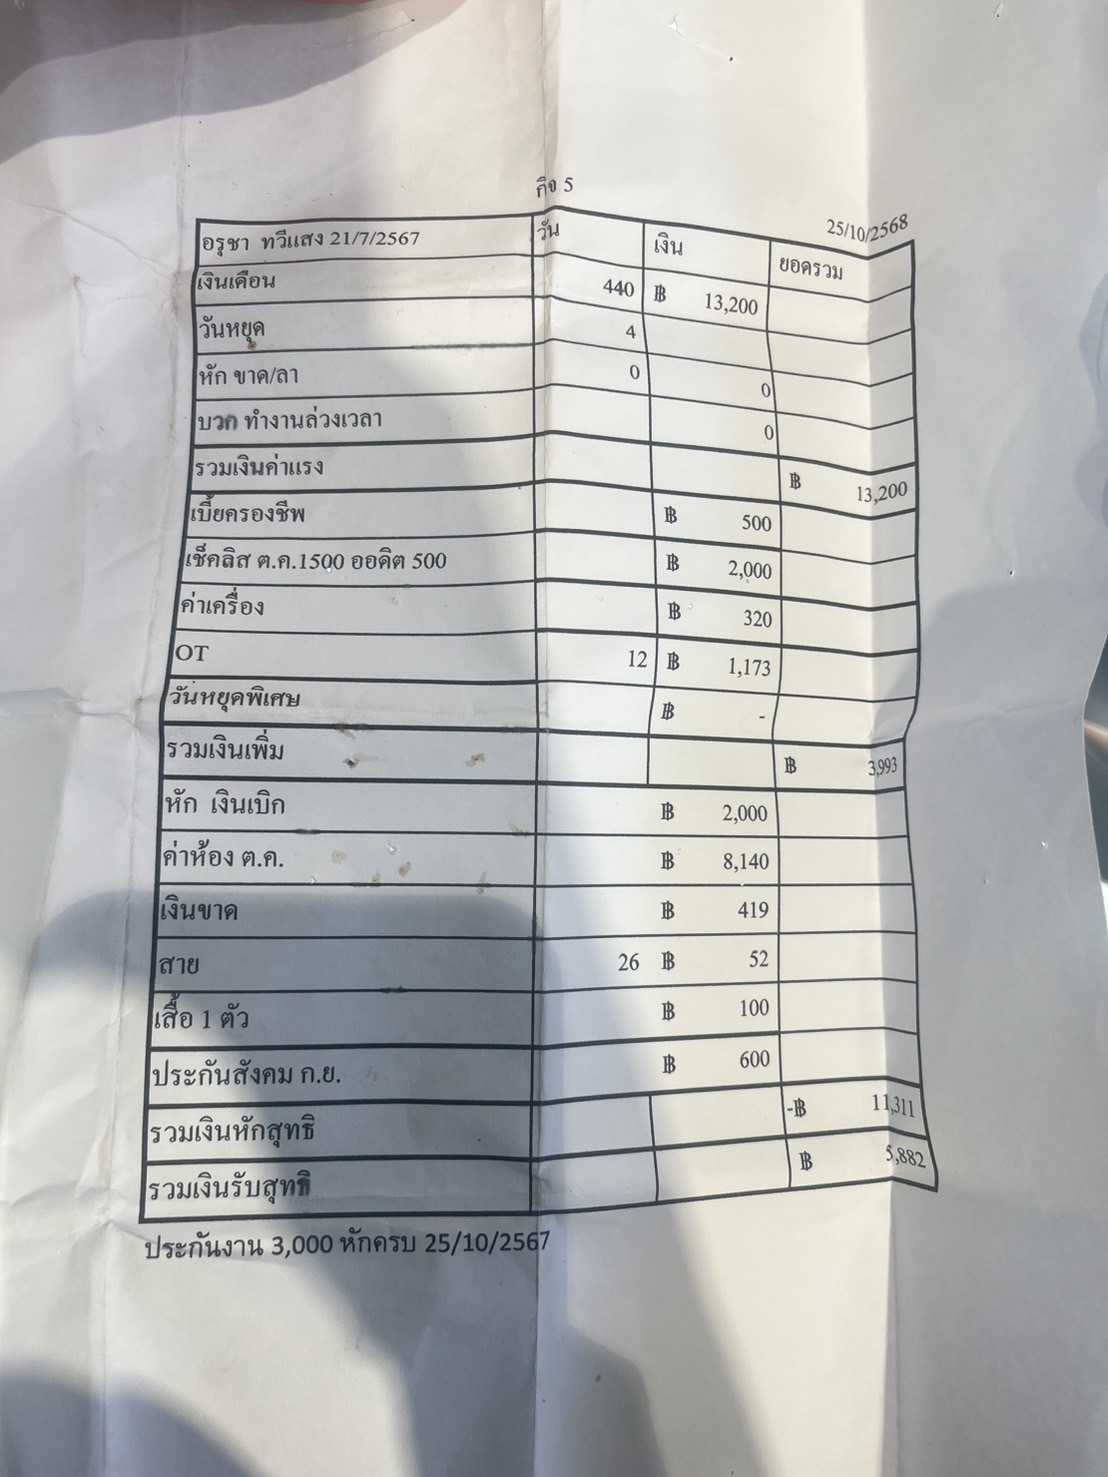 กิจ 5
25/10/2568
อรุชา ทวีแสง 21/7/2567 วัน เงิน ยอดรวม
เงินเดือน 440 ฿ 13,200
วันหยุด 4
หัก ขาด/ลา 0 0
บวก ทำงานล่วงเวลา 0
รวมเงินค่าแรง ฿ 13,200
เบี้ยครองชีพ ฿ 500
เช็คลิส ต.ค.1500 ออดิต 500 ฿ 2,000
ค่าเครื่อง ฿ 320
OT 12 ฿ 1,173
วันหยุดพิเศษ ฿ -
รวมเงินเพิ่ม ฿ 3,993
หัก เงินเบิก ฿ 2,000
ค่าห้อง ต.ค. ฿ 8,140
เงินขาด ฿ 419
สาย 26 ฿ 52
เสื้อ 1 ตัว ฿ 100
ประกันสังคม ก.ย. ฿ 600
รวมเงินหักสุทธิ -฿ 11,311
รวมเงินรับสุทธิ ฿ 5,882
ประกันงาน 3,000 หักครบ 25/10/2567